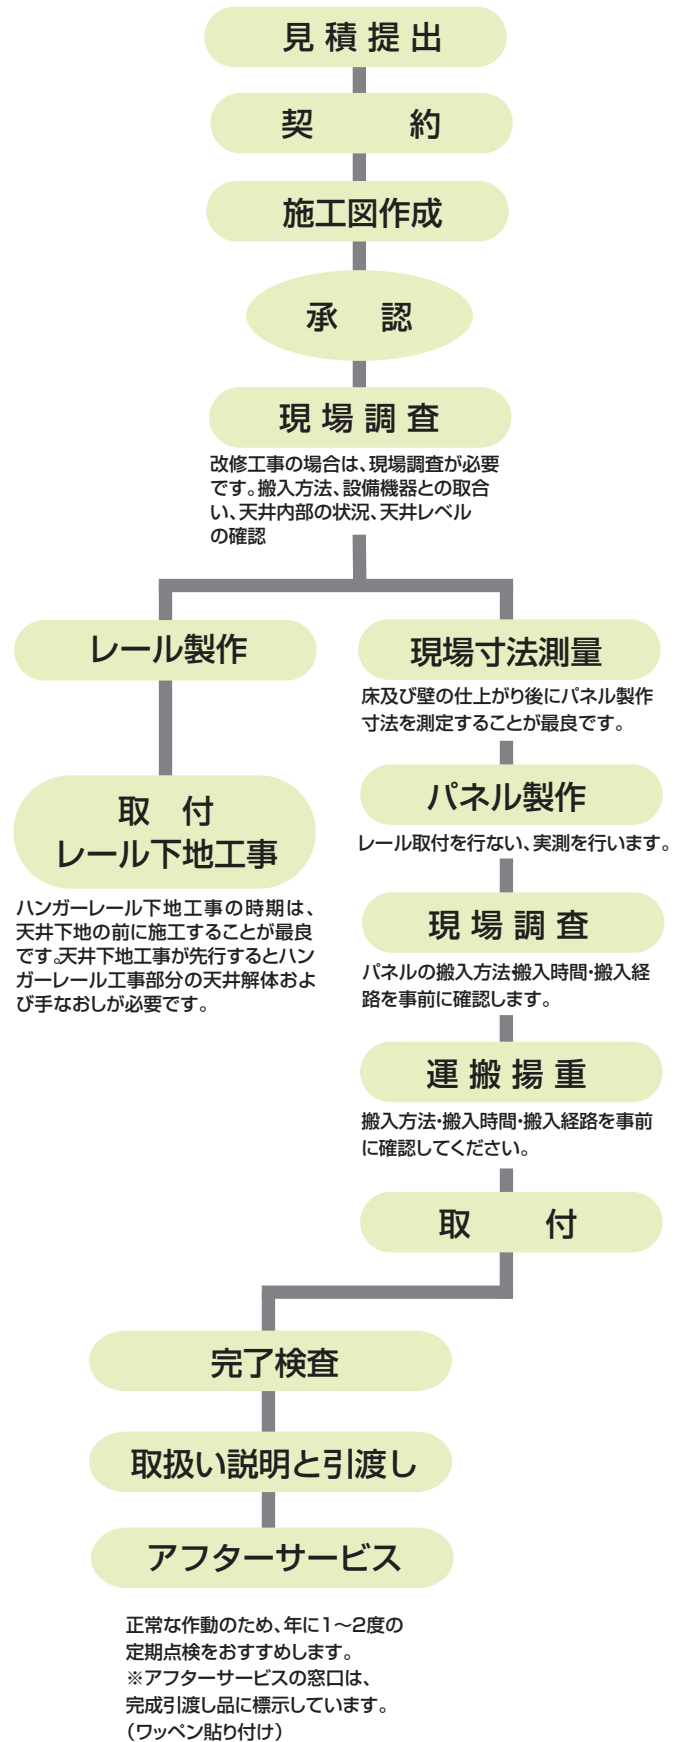 見積提出
契　約
施工図作成
承　認
現場調査
改修工事の場合は、現場調査が必要
です。搬入方法、設備機器との取合
い、天井内部の状況、天井レベル
の確認
レール製作
取　付
レール下地工事
ハンガーレール下地工事の時期は、
天井下地の前に施工することが最良
です。天井下地工事が先行するとハン
ガーレール工事部分の天井解体およ
び手なおしが必要です。
現場寸法測量
床及び壁の仕上がり後にパネル製作
寸法を測定することが最良です。
パネル製作
レール取付を行ない、実測を行います。
現場調査
パネルの搬入方法・搬入時間・搬入経
路を事前に確認します。
運搬揚重
搬入方法・搬入時間・搬入経路を事前
に確認してください。
取　付
完了検査
取扱い説明と引渡し
アフターサービス
正常な作動のため、年に1〜2度の
定期点検をおすすめします。
※アフターサービスの窓口は、
完成引渡し品に標示しています。
（ワッペン貼り付け）